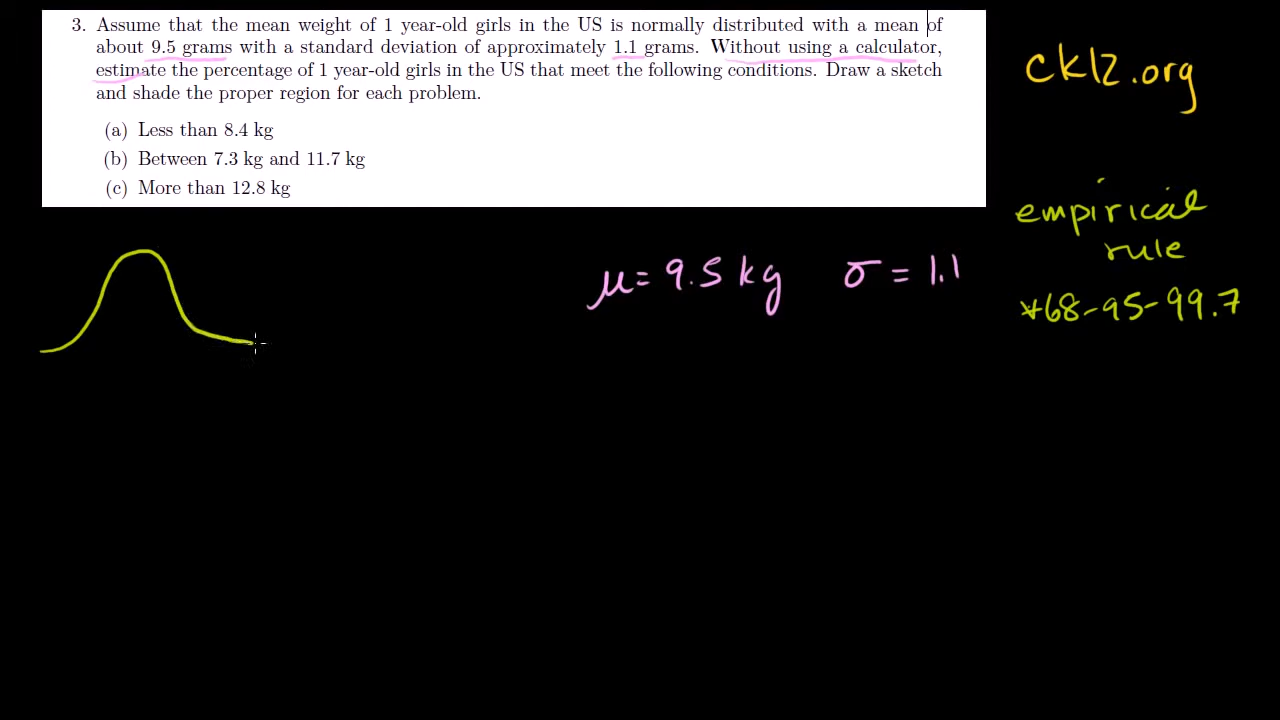 3. Assume that the mean weight of 1 year-old girls in the US is normally distributed with a mean of
about 9.5 grams with a standard deviation of approximately 1.1 grams. Without using a calculator,
estimate the percentage of 1 year-old girls in the US that meet the following conditions. Draw a sketch
and shade the proper region for each problem.
(a) Less than 8.4 kg
(b) Between 7.3 kg and 11.7 kg
(c) More than 12.8 kg
ck12.org
empirical
rule
*68-95-99.7
μ = 9.5 kg σ = 1.1